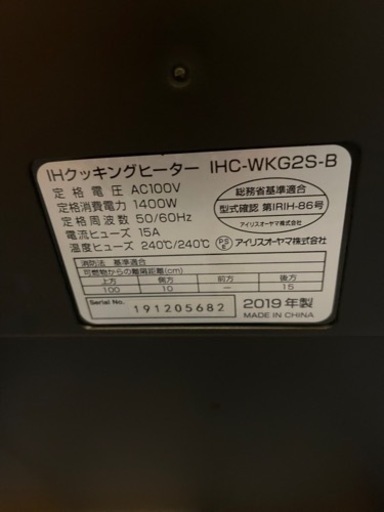 IHクッキングヒーター IHC-WKG2S-B
定格電圧 AC100V
定格消費電力 1400W
定格周波数 50/60Hz
電流ヒューズ 15A
温度ヒューズ 240℃/240℃
総務省基準適合
型式確認 第IRIH-86号
アイリスオーヤマ株式会社
PS
E
アイリスオーヤマ株式会社
消防法 基準適合
可燃物からの離隔距離(cm)
上方 側方 前方 後方
100 10 − 15
Serial No. 191205682
2019年製
MADE IN CHINA